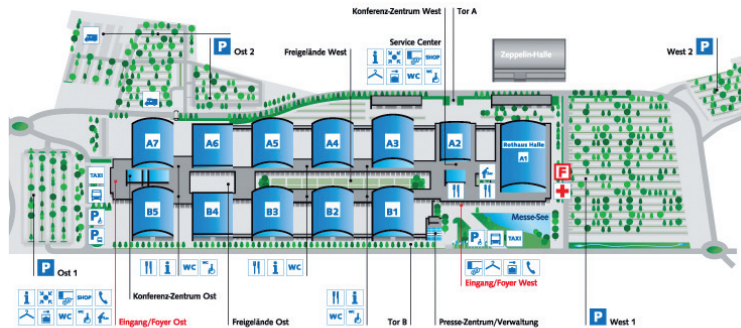 Konferenz-Zentrum West
Tor A
P
Ost 2
Freigelände West
Service Center
i
SHOP
WC
Zeppelin-Halle
West 2
P
A7
A6
A5
A4
A3
A2
Rothaus Halle
A1
F
TAXI
P
P
B5
B4
B3
B2
B1
Messe-See
P
TAXI
P
Ost 1
i
WC
i
WC
Eingang/Foyer West
i
SHOP
WC
Konferenz-Zentrum Ost
i
WC
P
West 1
Eingang/Foyer Ost
Freigelände Ost
Tor B
Presse-Zentrum/Verwaltung